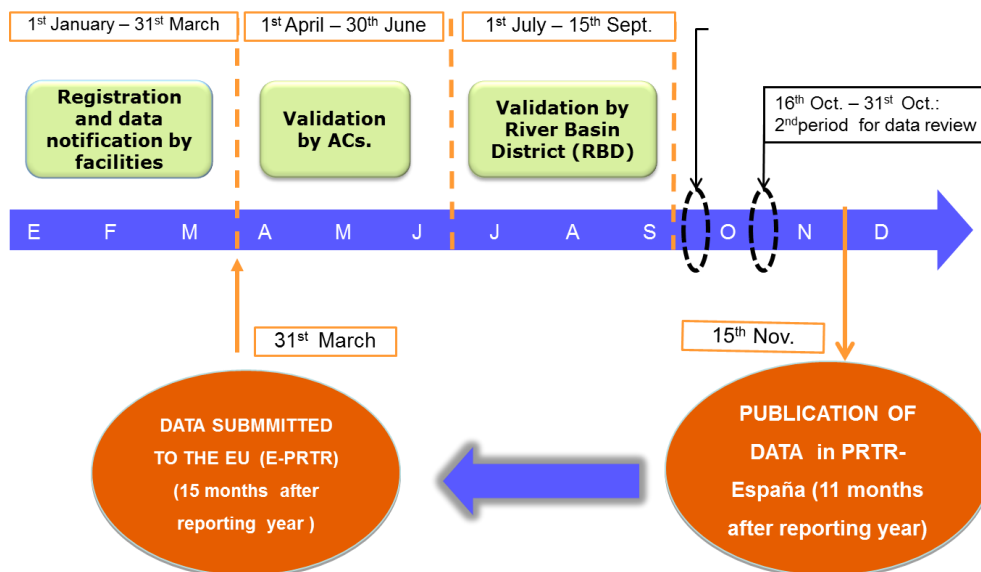 1st January – 31st March
1st April – 30th June
1st July – 15th Sept.
Registration
and data
notification by
facilities
Validation
by ACs.
Validation by
River Basin
District (RBD)
16th Oct. – 31st Oct.:
2nd period for data review
E F M A M J J A S O N D
31st March
15th Nov.
DATA SUBMMITTED
TO THE EU (E-PRTR)
(15 months after
reporting year )
PUBLICATION OF
DATA in PRTR-
España (11 months
after reporting year)